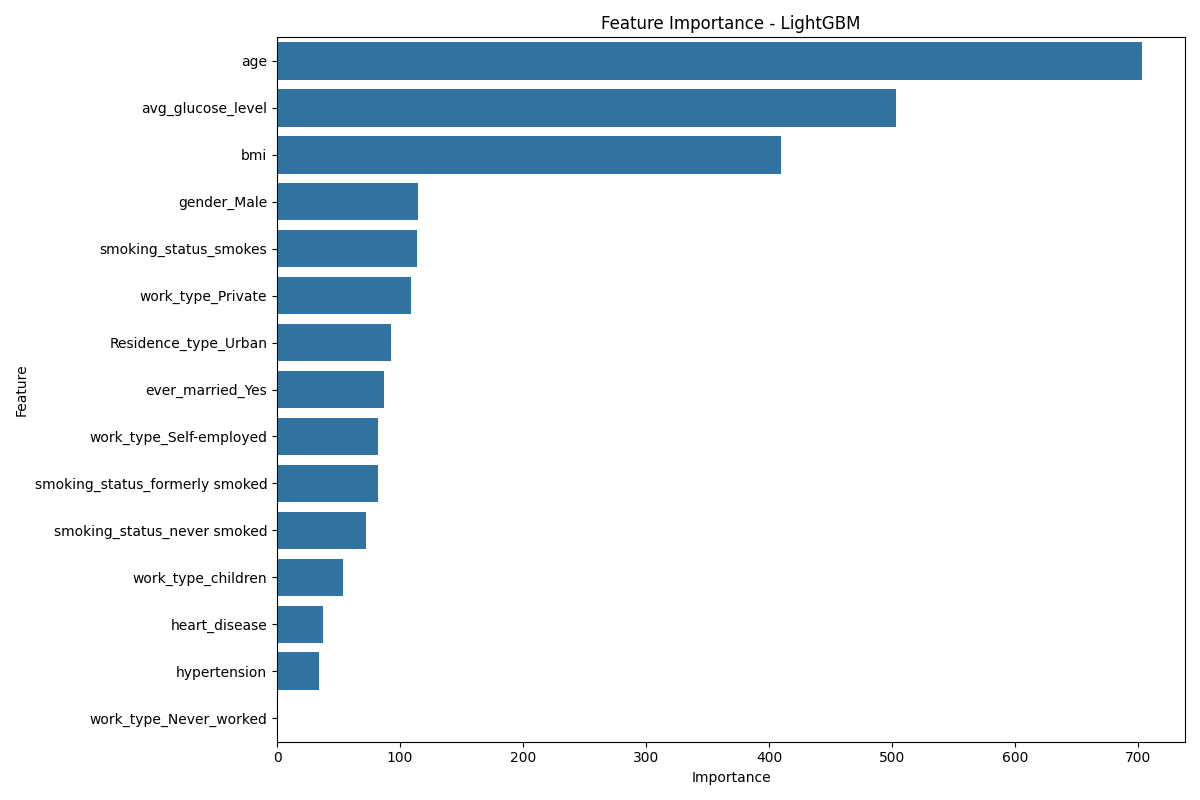 Feature Importance - LightGBM
Feature
age
avg_glucose_level
bmi
gender_Male
smoking_status_smokes
work_type_Private
Residence_type_Urban
ever_married_Yes
work_type_Self-employed
smoking_status_formerly smoked
smoking_status_never smoked
work_type_children
heart_disease
hypertension
work_type_Never_worked
0 100 200 300 400 500 600 700
Importance